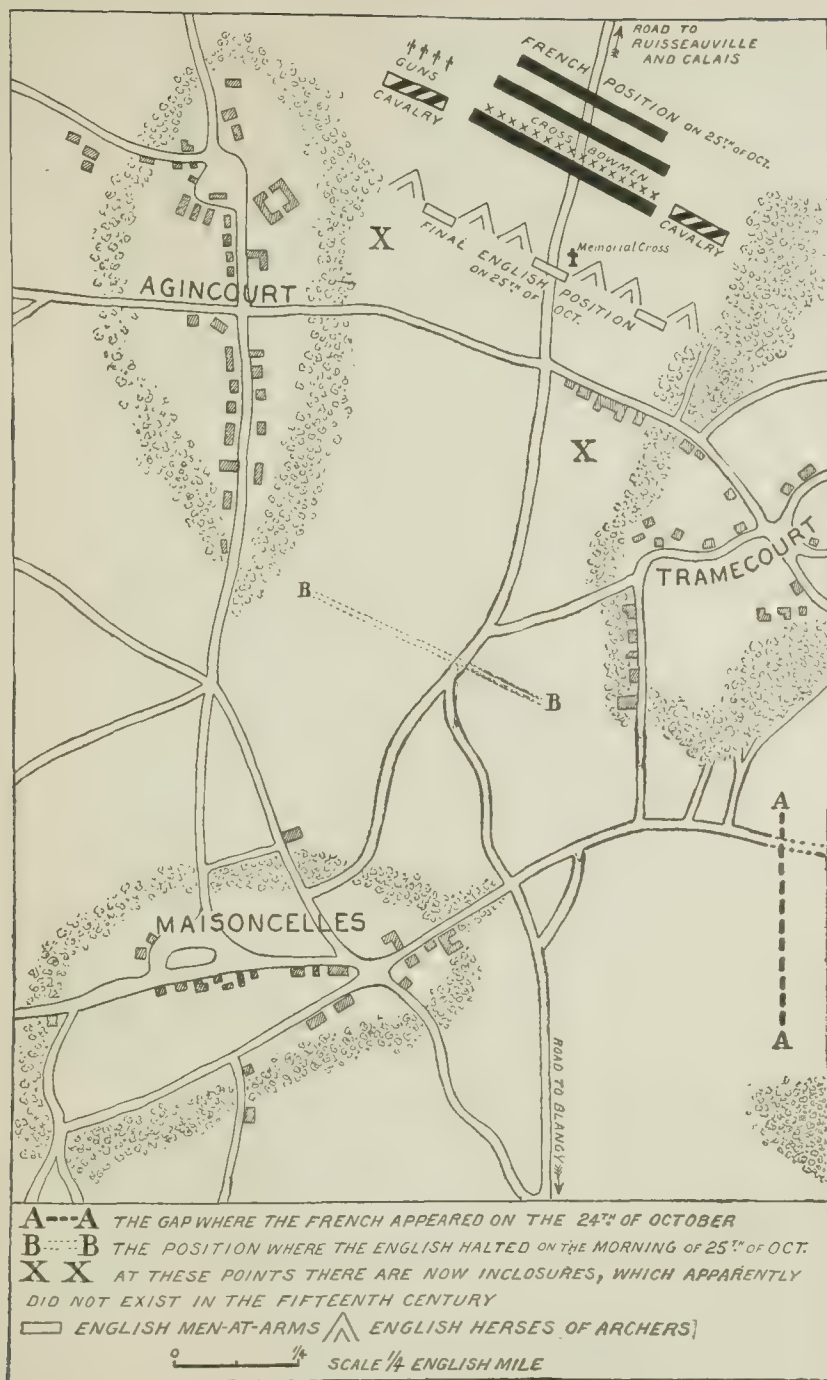 ROAD TO
RUISSEAUVILLE
AND CALAIS
GUNS
CAVALRY
FRENCH POSITION ON 25TH OF OCT.
CROSS BOWMEN
XXXXXXXXXXXXXXXX
CAVALRY
X
Memorial Cross
FINAL ENGLISH POSITION
ON 25TH OF OCT.
AGINCOURT
X
TRAMECOURT
B
B
A
MAISONCELLES
A
ROAD TO BLANGY
A---A THE GAP WHERE THE FRENCH APPEARED ON THE 24TH OF OCTOBER
B B THE POSITION WHERE THE ENGLISH HALTED ON THE MORNING OF 25TH OF OCT.
X X AT THESE POINTS THERE ARE NOW INCLOSURES, WHICH APPARENTLY
DID NOT EXIST IN THE FIFTEENTH CENTURY
ENGLISH MEN-AT-ARMS ENGLISH HERSES OF ARCHERS]
0 1/4 SCALE 1/4 ENGLISH MILE